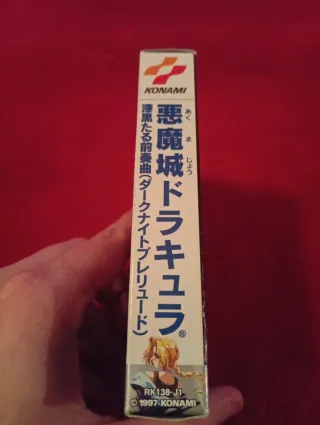 KONAMI
悪魔城ドラキュラ®
あくまじょう
漆黒たる前奏曲(ダークナイトプレリュード)
RK138-J1
© 1997 KONAMI